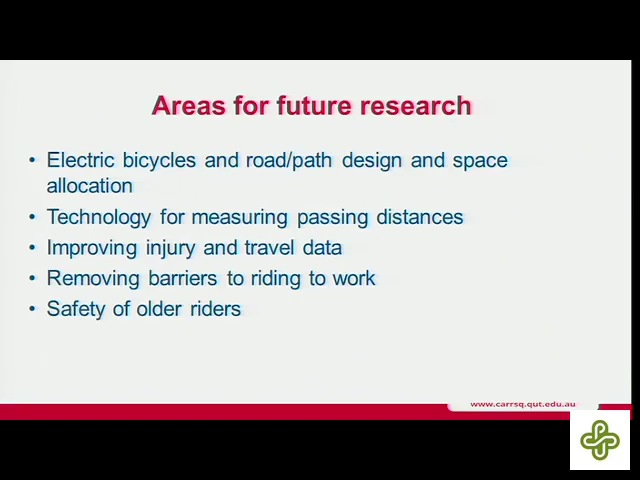 Areas for future research
• Electric bicycles and road/path design and space
allocation
• Technology for measuring passing distances
• Improving injury and travel data
• Removing barriers to riding to work
• Safety of older riders
www.carrsq.qut.edu.au